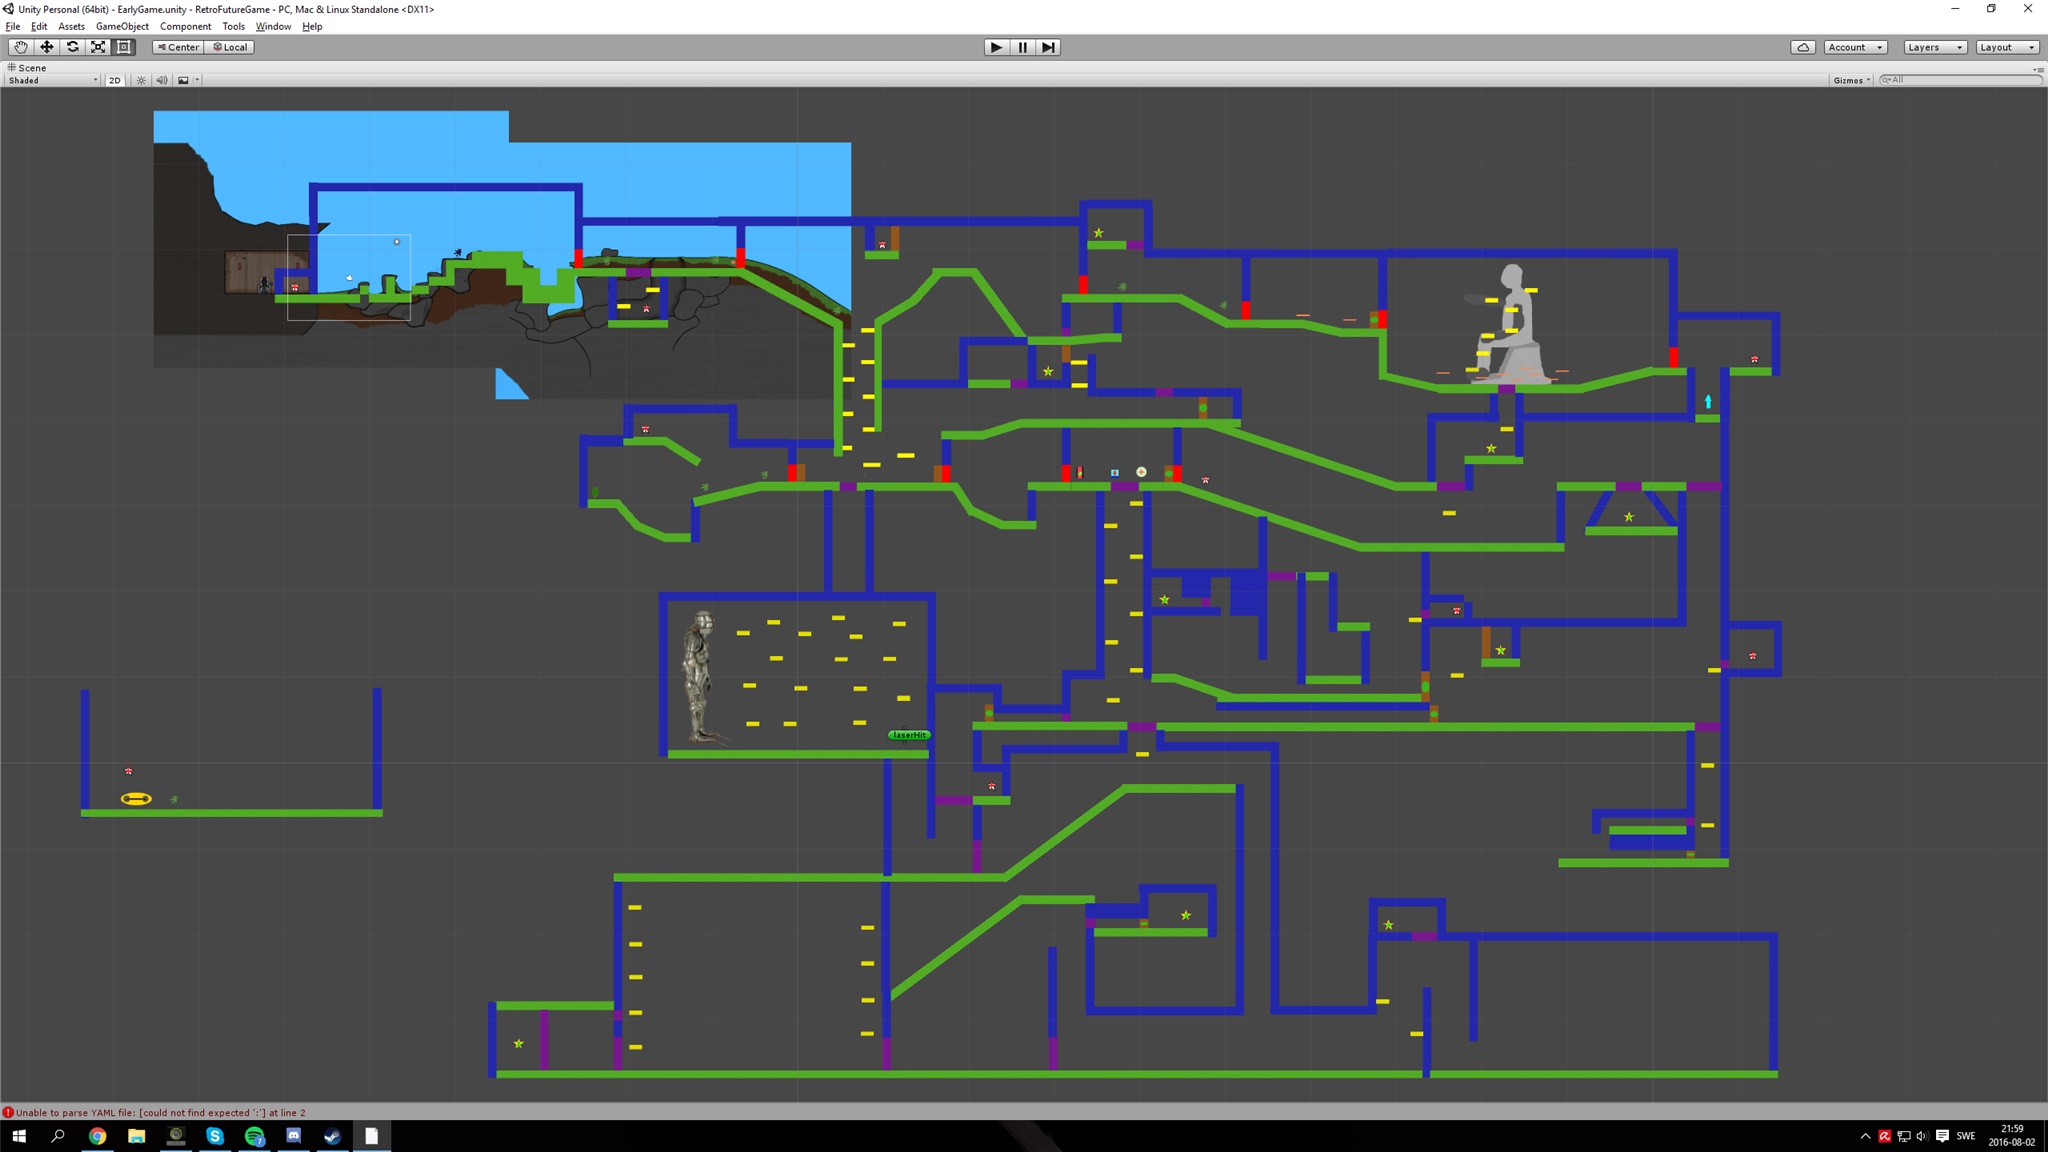 Unity Personal (64bit) - EarlyGame.unity - RetroFutureGame - PC, Mac & Linux Standalone <DX11>
File Edit Assets GameObject Component Tools Window Help
Center Local Account Layers Layout
Scene
Shaded 2D Gizmos All
laserHit
Unable to parse YAML file: [could not find expected ':'] at line 2
SWE
21:59
2016-08-02